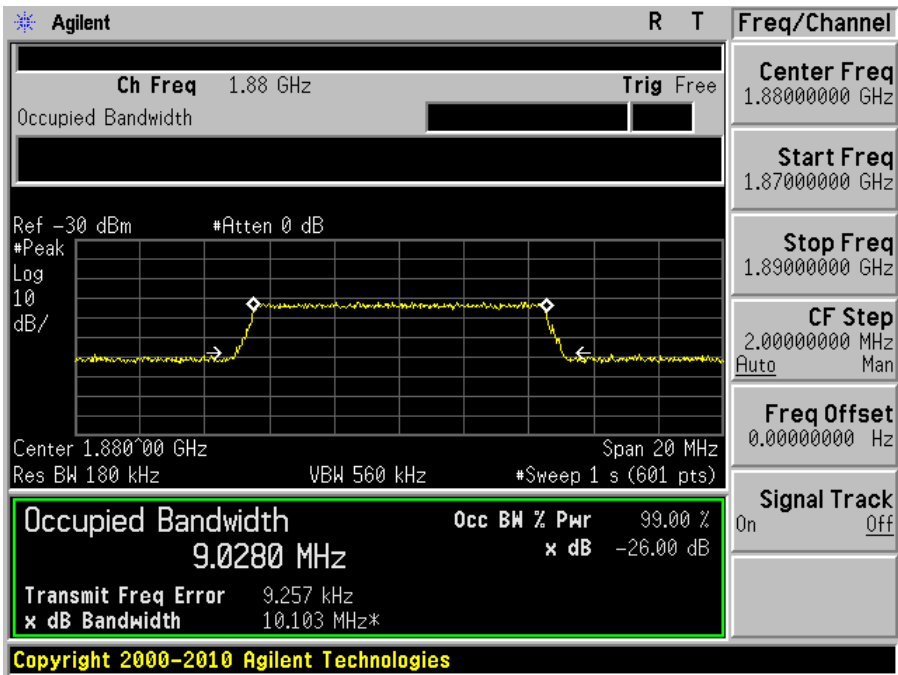 Agilent R T
Freq/Channel
Ch Freq 1.88 GHz Trig Free
Occupied Bandwidth
Center Freq
1.88000000 GHz
Start Freq
1.87000000 GHz
Stop Freq
1.89000000 GHz
CF Step
2.00000000 MHz
Auto Man
Freq Offset
0.00000000 Hz
Signal Track
On Off
Ref -30 dBm #Atten 0 dB
#Peak
Log
10
dB/
Center 1.880^00 GHz Span 20 MHz
Res BW 180 kHz VBW 560 kHz #Sweep 1 s (601 pts)
Occupied Bandwidth Occ BW % Pwr 99.00 %
9.0280 MHz x dB -26.00 dB
Transmit Freq Error 9.257 kHz
x dB Bandwidth 10.103 MHz*
Copyright 2000-2010 Agilent Technologies